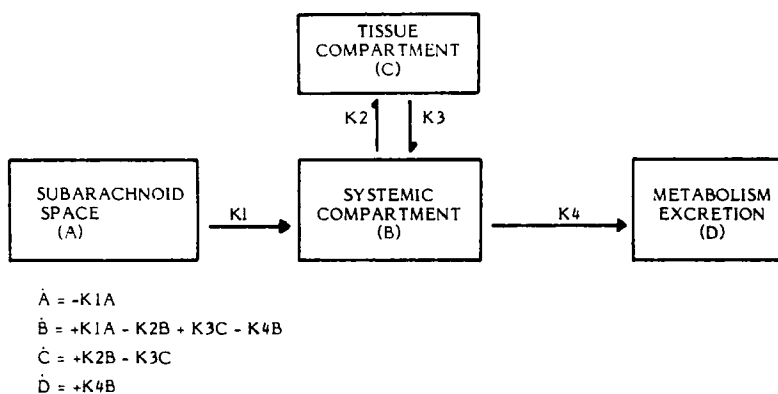 TISSUE
COMPARTMENT
(C)
K2
K3
SUBARACHNOID
SPACE
(A)
K1
SYSTEMIC
COMPARTMENT
(B)
K4
METABOLISM
EXCRETION
(D)
Ȧ = -K1A
Ḃ = +K1A - K2B + K3C - K4B
Ċ = +K2B - K3C
Ḋ = +K4B